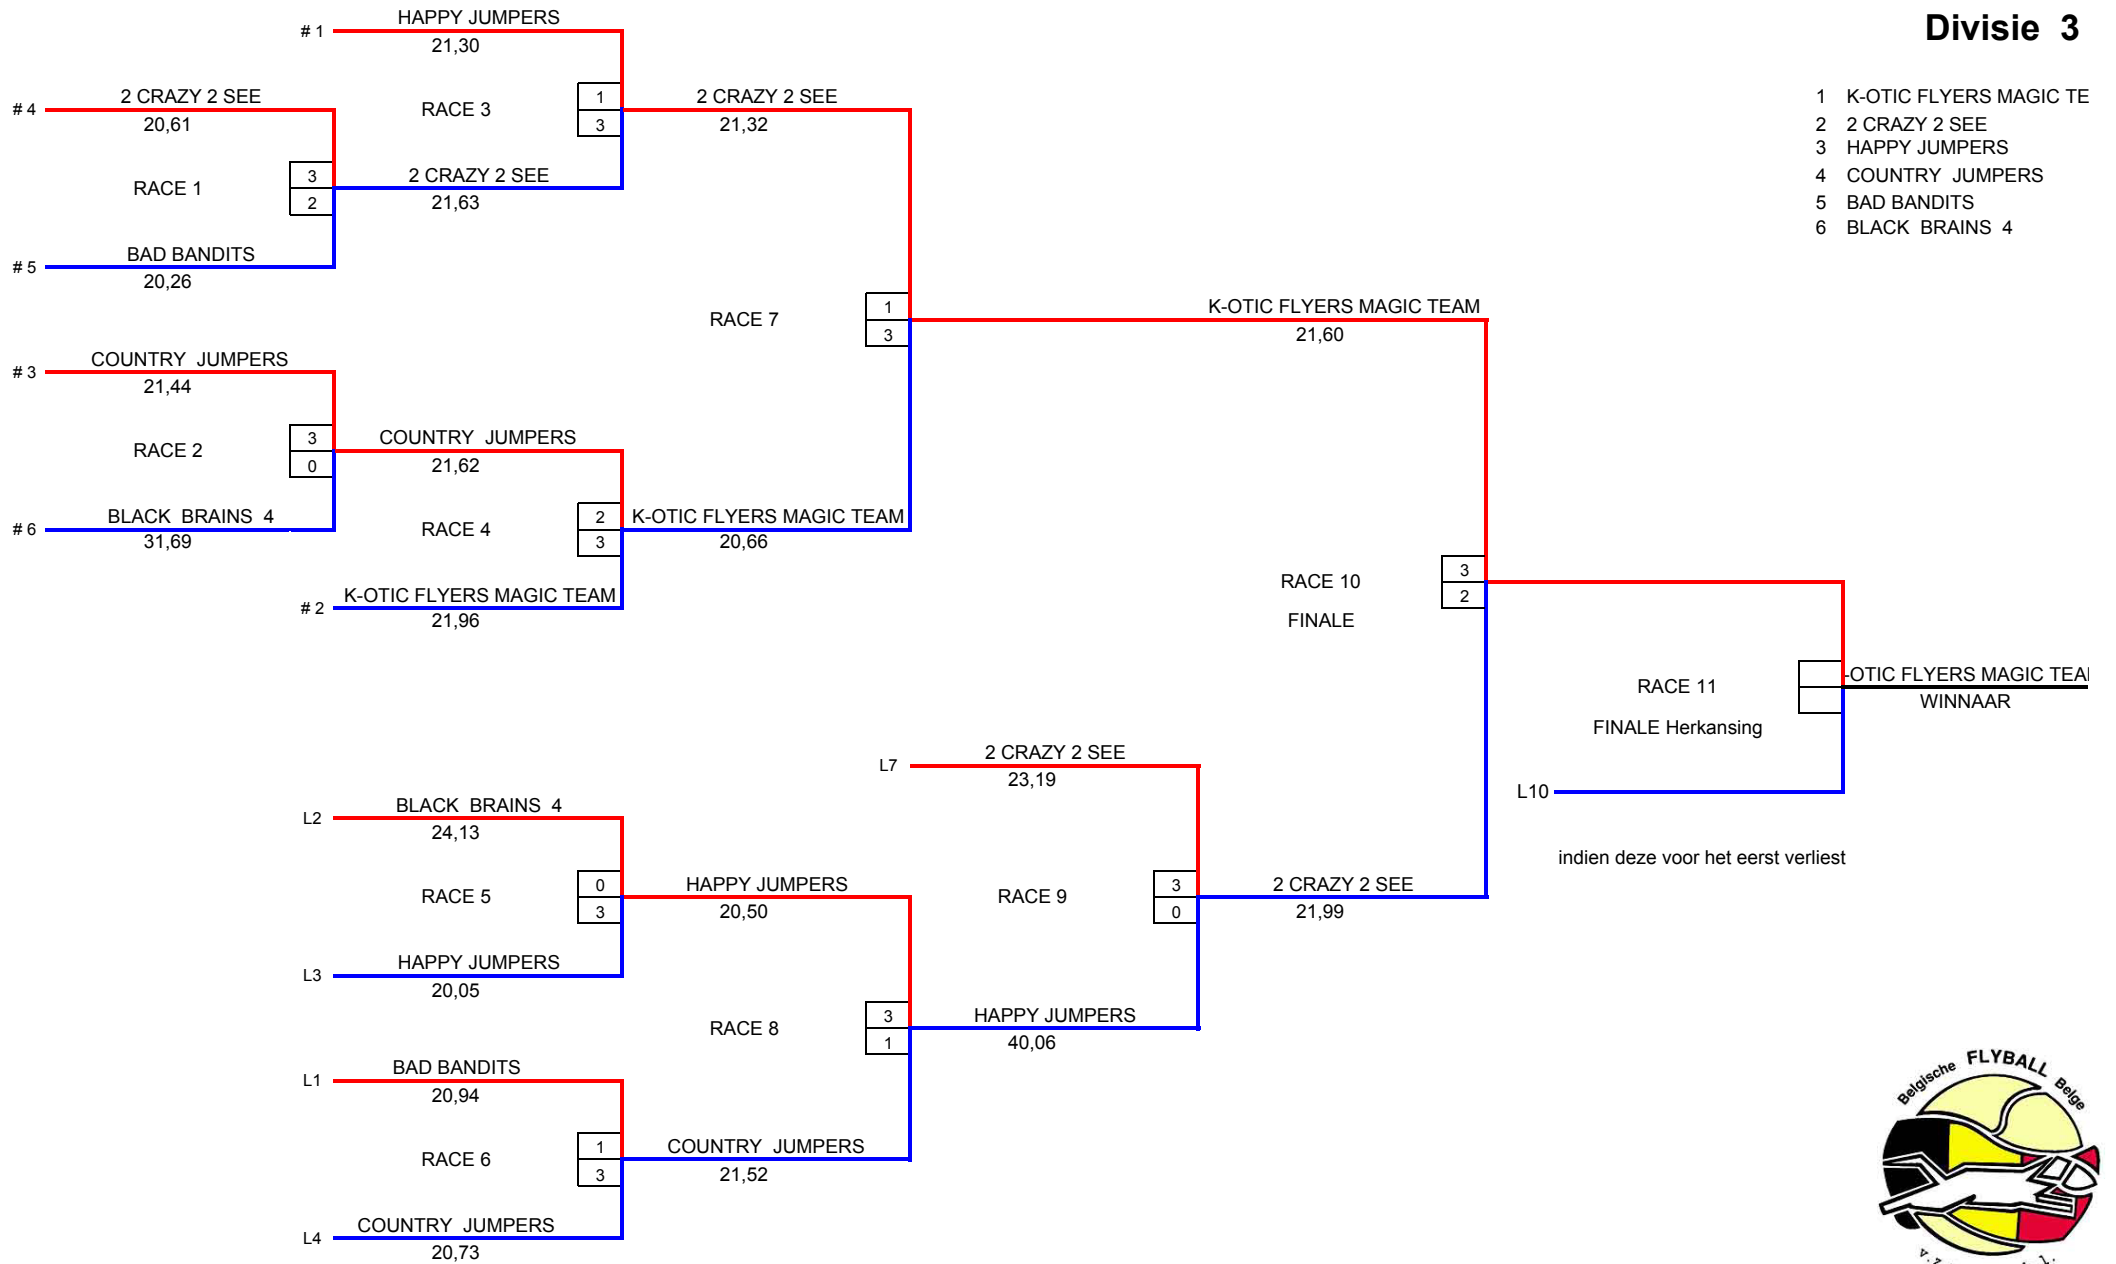 Divisie 3
1 K-OTIC FLYERS MAGIC TE
2 2 CRAZY 2 SEE
3 HAPPY JUMPERS
4 COUNTRY JUMPERS
5 BAD BANDITS
6 BLACK BRAINS 4
# 1
HAPPY JUMPERS
21,30
# 4
2 CRAZY 2 SEE
20,61
RACE 1
3
2
# 5
BAD BANDITS
20,26
RACE 3
1
3
2 CRAZY 2 SEE
21,63
2 CRAZY 2 SEE
21,32
# 3
COUNTRY JUMPERS
21,44
RACE 2
3
0
# 6
BLACK BRAINS 4
31,69
COUNTRY JUMPERS
21,62
RACE 4
2
3
# 2
K-OTIC FLYERS MAGIC TEAM
21,96
K-OTIC FLYERS MAGIC TEAM
20,66
RACE 7
1
3
K-OTIC FLYERS MAGIC TEAM
21,60
RACE 10
FINALE
3
2
RACE 11
FINALE Herkansing
-OTIC FLYERS MAGIC TEA
WINNAAR
L10
indien deze voor het eerst verliest
L7
2 CRAZY 2 SEE
23,19
L2
BLACK BRAINS 4
24,13
RACE 5
0
3
L3
HAPPY JUMPERS
20,05
HAPPY JUMPERS
20,50
RACE 9
3
0
2 CRAZY 2 SEE
21,99
RACE 8
3
1
HAPPY JUMPERS
40,06
L1
BAD BANDITS
20,94
RACE 6
1
3
L4
COUNTRY JUMPERS
20,73
COUNTRY JUMPERS
21,52
Belgische FLYBALL Belge